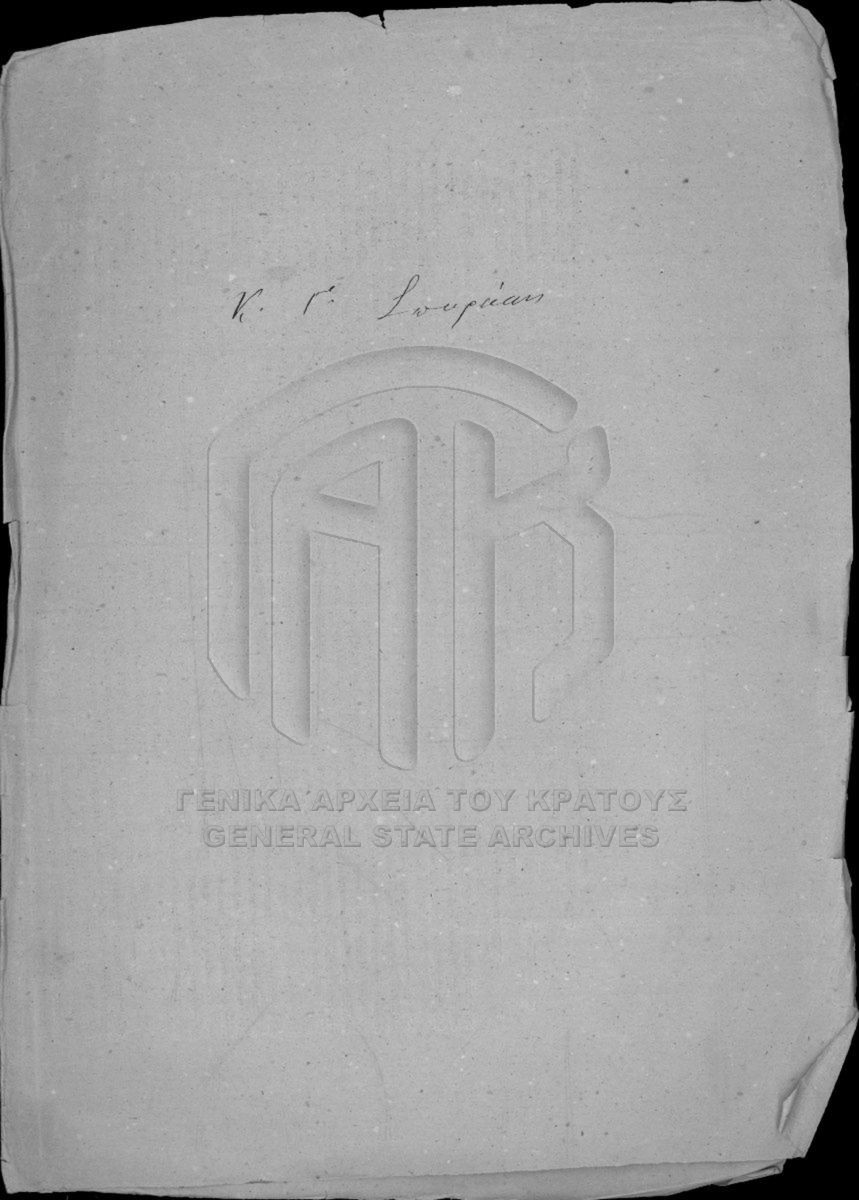 Κ. Γ.
ΓΑΚ
ΓΕΝΙΚΑ ΑΡΧΕΙΑ ΤΟΥ ΚΡΑΤΟΥΣ
GENERAL STATE ARCHIVES